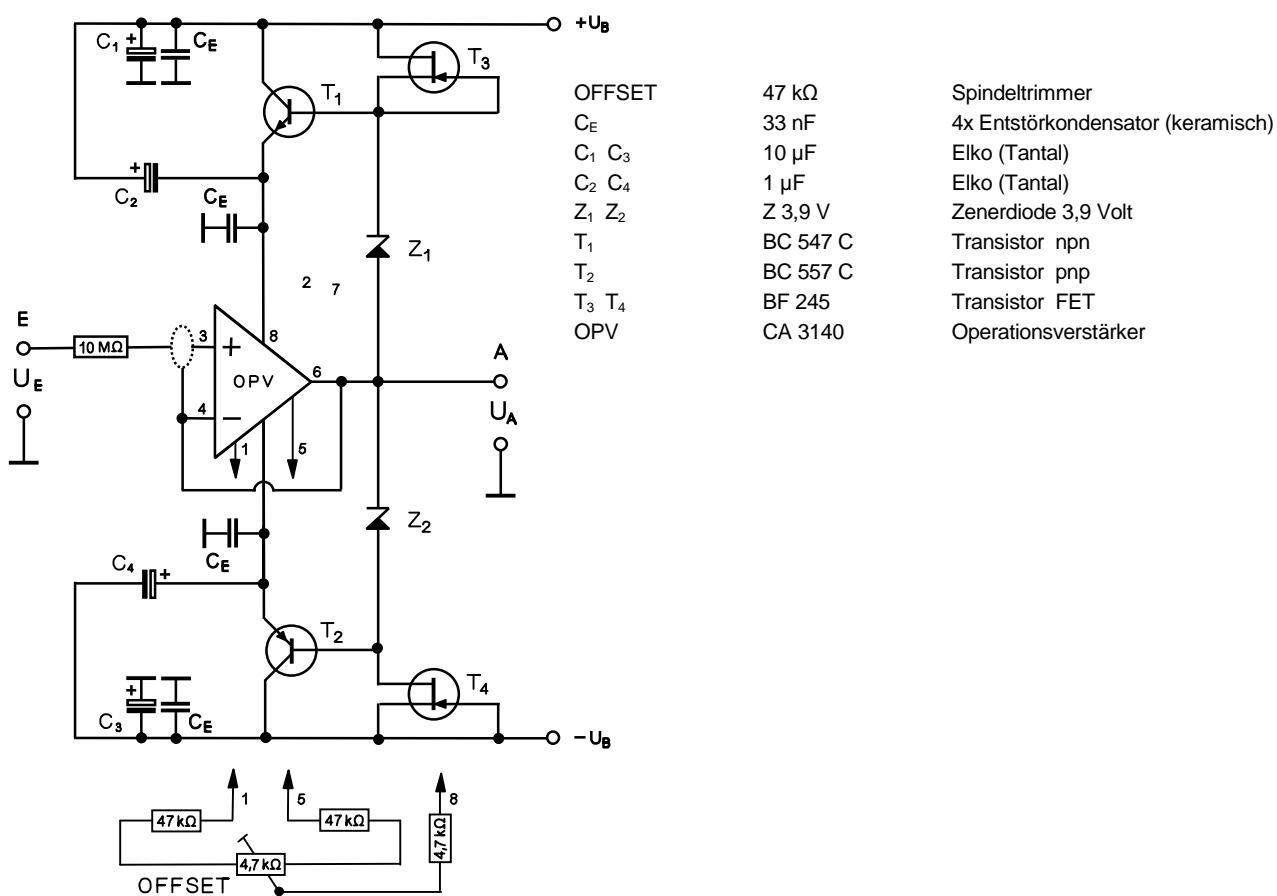 +U_B
C₁ +
C_E
T₃
T₁
+
C₂
C_E
Z₁
2 7
E
10 MΩ
3
+
8
OPV
6
A
U_E
4
−
1
5
U_A
Z₂
C_E
C₄ +
T₂
T₄
+
C₃
C_E
−U_B
1
5
8
47 kΩ
47 kΩ
4,7 kΩ
4,7 kΩ
OFFSET
OFFSET 47 kΩ Spindeltrimmer
C_E 33 nF 4x Entstörkondensator (keramisch)
C₁ C₃ 10 µF Elko (Tantal)
C₂ C₄ 1 µF Elko (Tantal)
Z₁ Z₂ Z 3,9 V Zenerdiode 3,9 Volt
T₁ BC 547 C Transistor npn
T₂ BC 557 C Transistor pnp
T₃ T₄ BF 245 Transistor FET
OPV CA 3140 Operationsverstärker